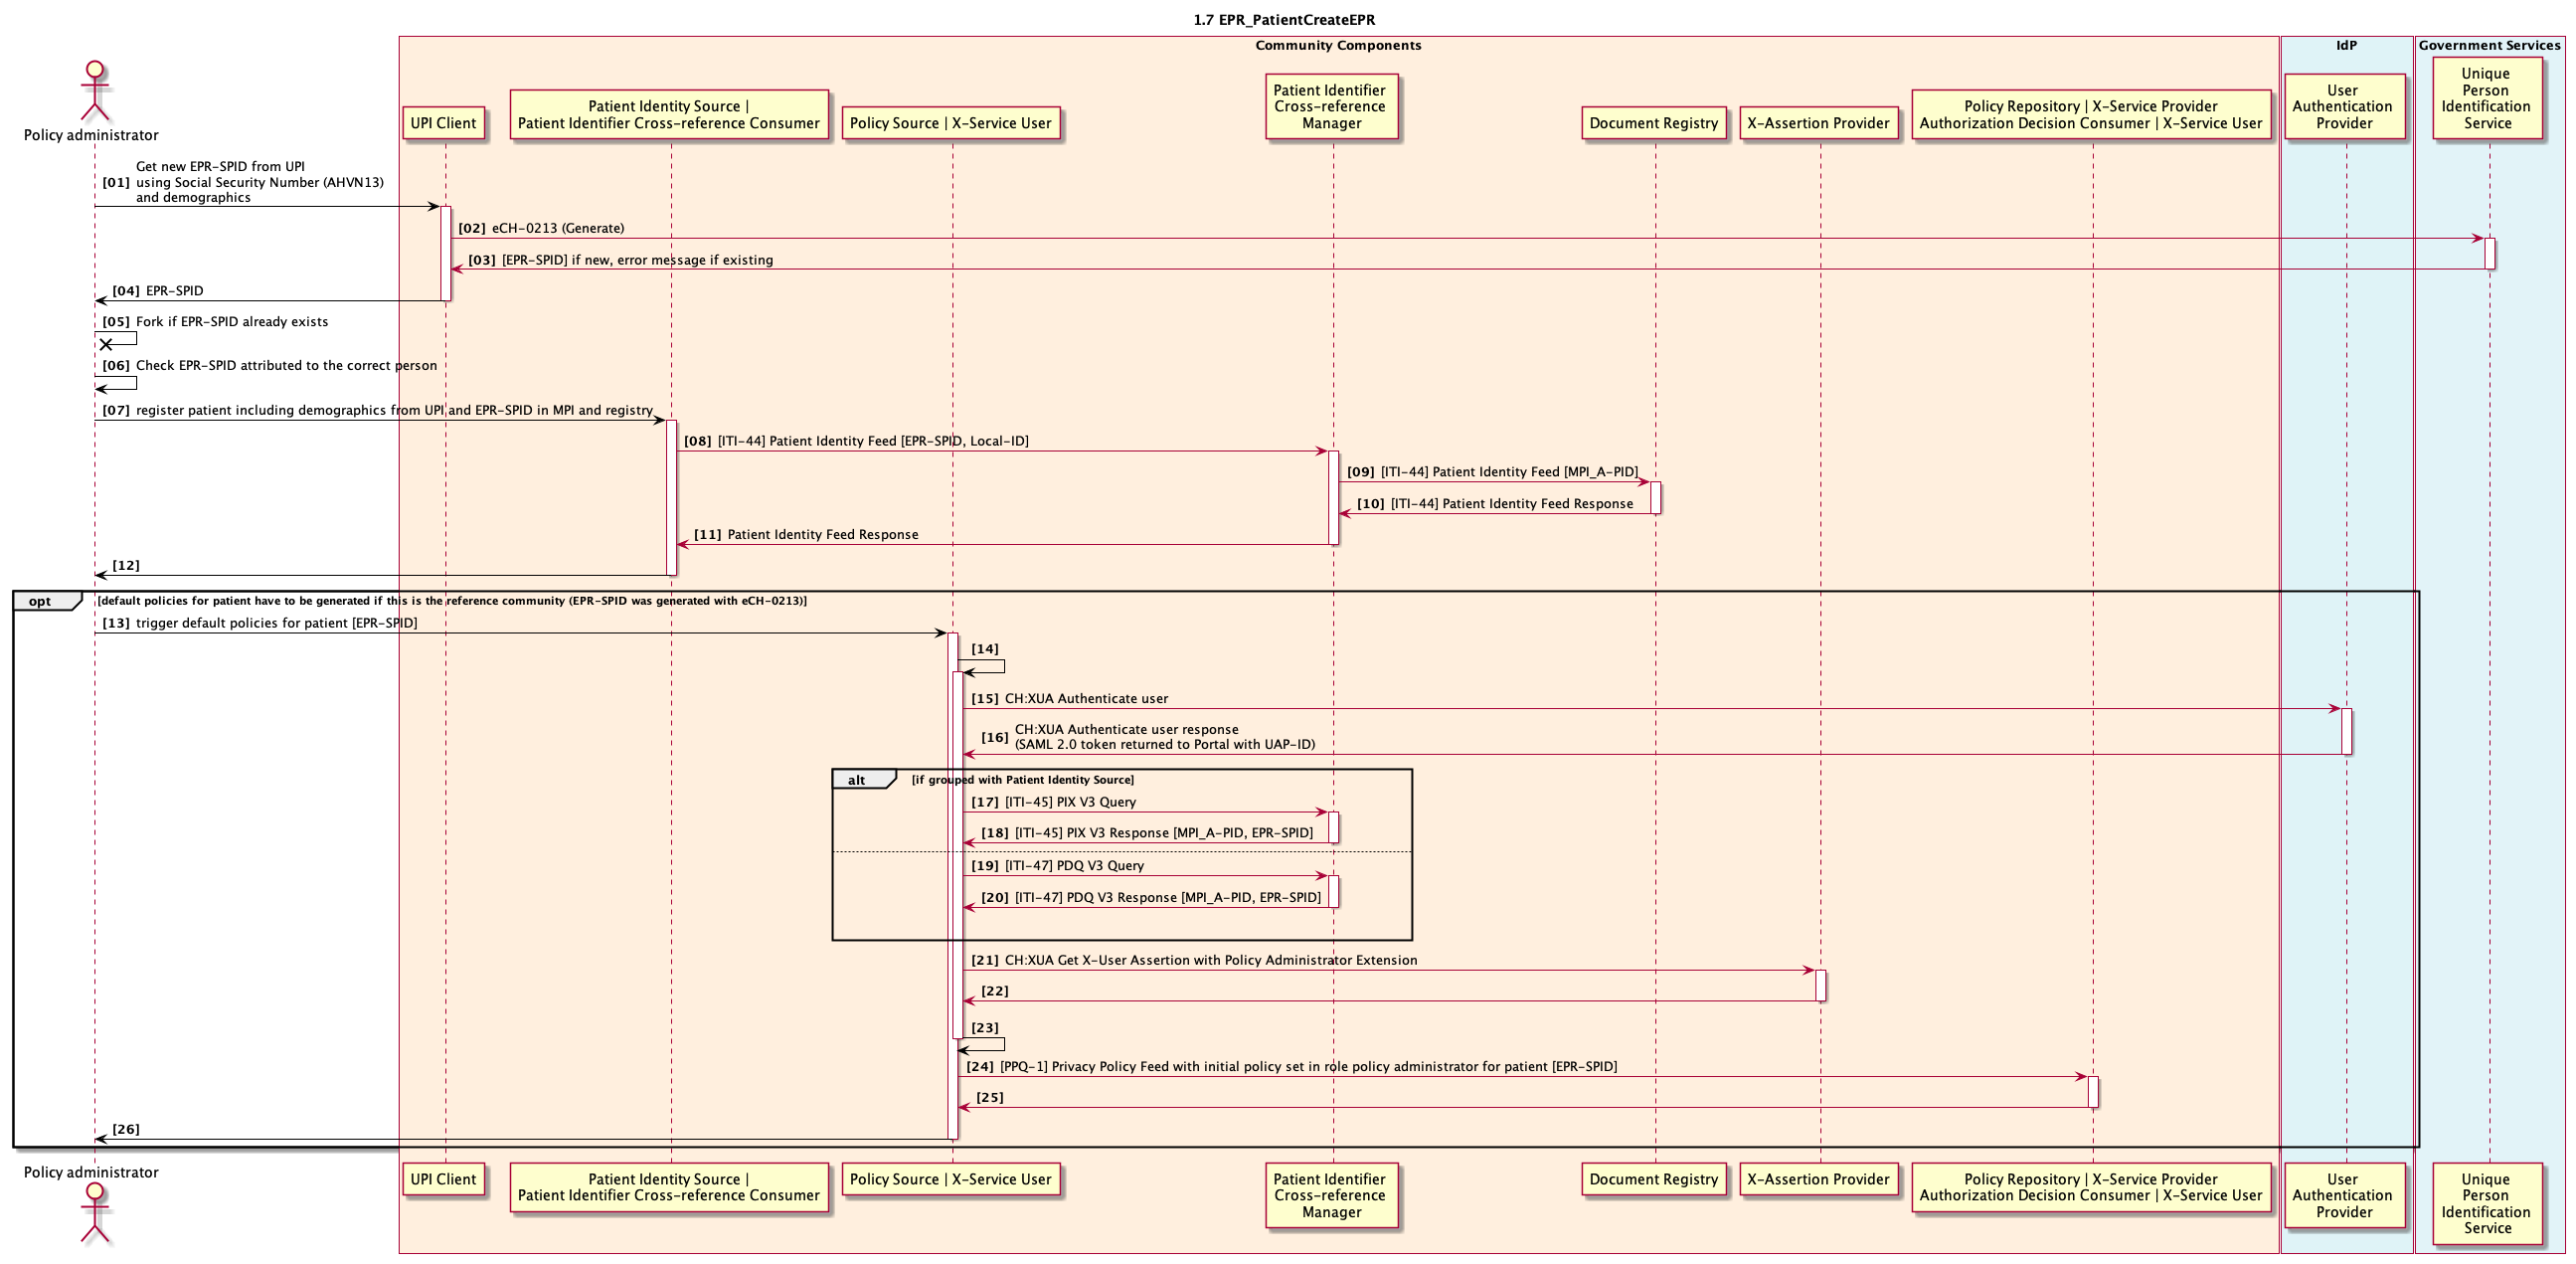 1.7 EPR_PatientCreateEPR
Community Components
IdP
Government Services
Policy administrator
UPI Client
Patient Identity Source |
Patient Identifier Cross-reference Consumer
Policy Source | X-Service User
Patient Identifier
Cross-reference
Manager
Document Registry
X-Assertion Provider
Policy Repository | X-Service Provider
Authorization Decision Consumer | X-Service User
User
Authentication
Provider
Unique
Person
Identification
Service
Get new EPR-SPID from UPI
[01] using Social Security Number (AHVN13)
and demographics
[02] eCH-0213 (Generate)
[03] [EPR-SPID] if new, error message if existing
[04] EPR-SPID
[05] Fork if EPR-SPID already exists
[06] Check EPR-SPID attributed to the correct person
[07] register patient including demographics from UPI and EPR-SPID in MPI and registry
[08] [ITI-44] Patient Identity Feed [EPR-SPID, Local-ID]
[09] [ITI-44] Patient Identity Feed [MPI_A-PID]
[10] [ITI-44] Patient Identity Feed Response
[11] Patient Identity Feed Response
[12]
opt [default policies for patient have to be generated if this is the reference community (EPR-SPID was generated with eCH-0213)]
[13] trigger default policies for patient [EPR-SPID]
[14]
[15] CH:XUA Authenticate user
CH:XUA Authenticate user response
[16] (SAML 2.0 token returned to Portal with UAP-ID)
alt [if grouped with Patient Identity Source]
[17] [ITI-45] PIX V3 Query
[18] [ITI-45] PIX V3 Response [MPI_A-PID, EPR-SPID]
[19] [ITI-47] PDQ V3 Query
[20] [ITI-47] PDQ V3 Response [MPI_A-PID, EPR-SPID]
[21] CH:XUA Get X-User Assertion with Policy Administrator Extension
[22]
[23]
[24] [PPQ-1] Privacy Policy Feed with initial policy set in role policy administrator for patient [EPR-SPID]
[25]
[26]
Policy administrator
UPI Client
Patient Identity Source |
Patient Identifier Cross-reference Consumer
Policy Source | X-Service User
Patient Identifier
Cross-reference
Manager
Document Registry
X-Assertion Provider
Policy Repository | X-Service Provider
Authorization Decision Consumer | X-Service User
User
Authentication
Provider
Unique
Person
Identification
Service